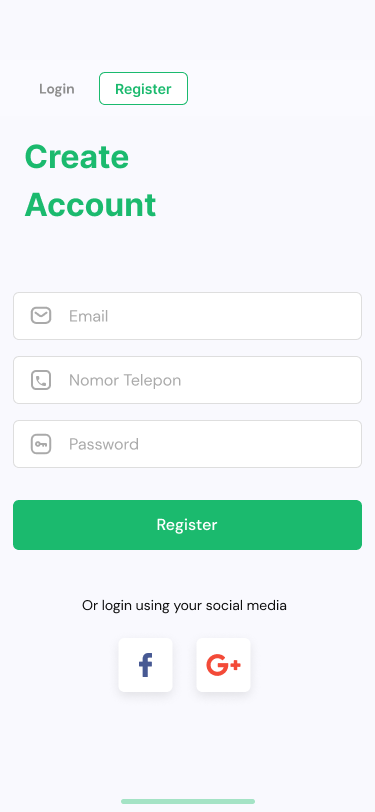 Login
Register
Create
Account
Email
Nomor Telepon
Password
Register
Or login using your social media
f
G+